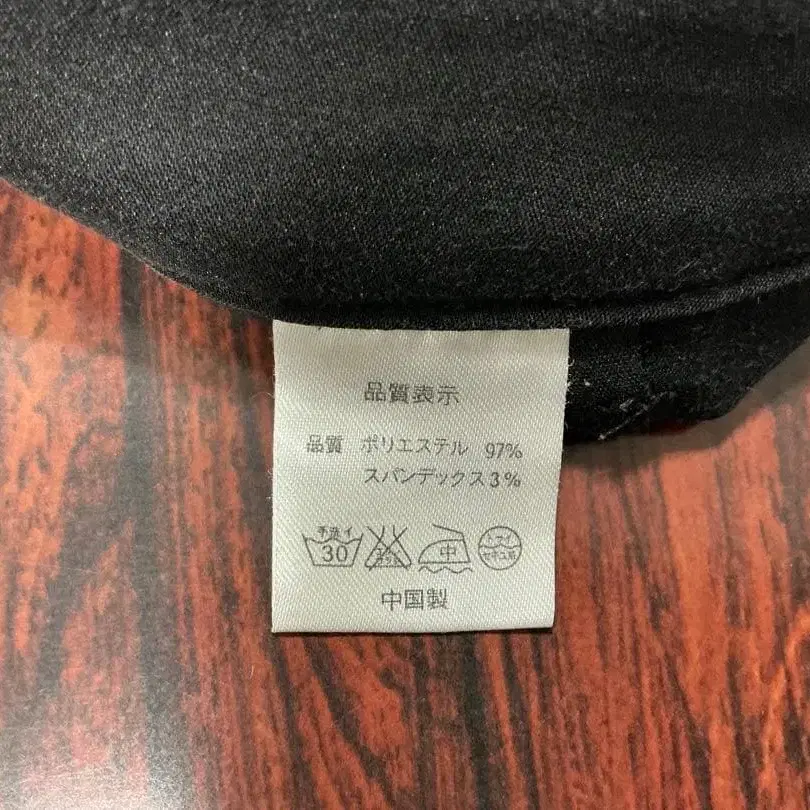 品質表示
品質 ポリエステル 97%
スパンデックス3%
手洗イ 30 中
中国製